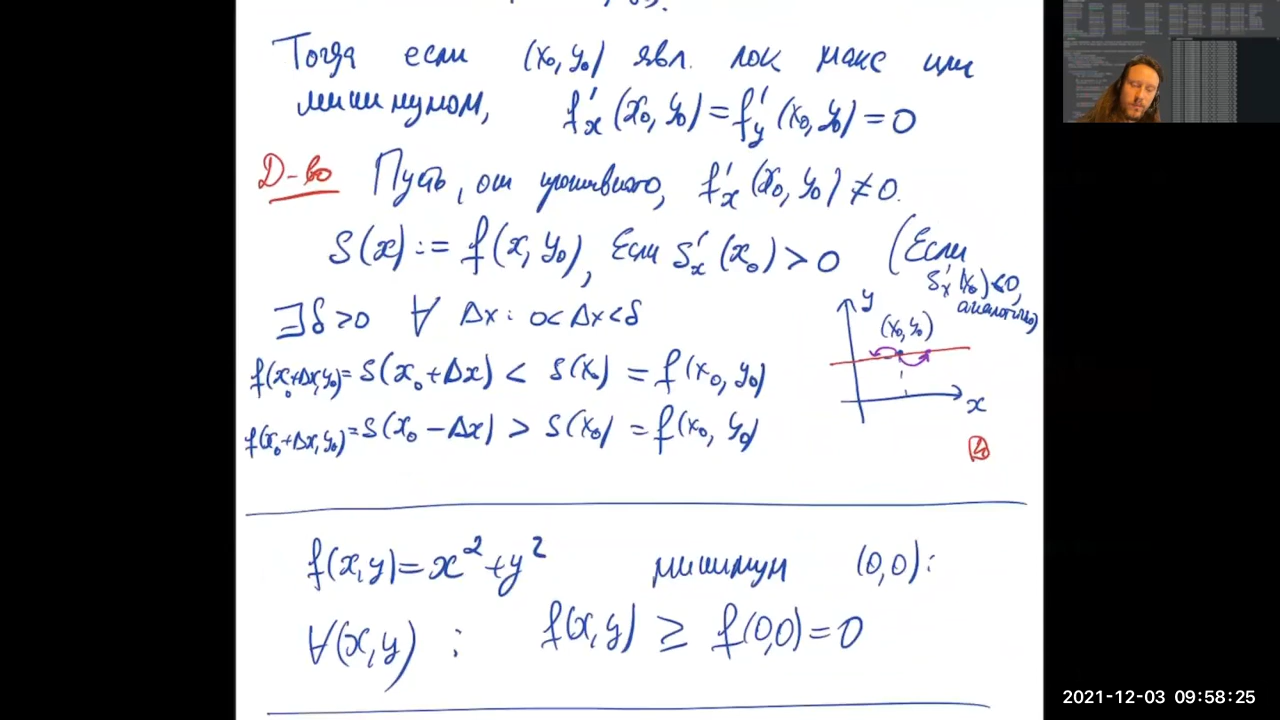 Тогда если (x₀, y₀) явл. лок макс или
минимумом, f'ₓ(x₀, y₀) = f'_y(x₀, y₀) = 0
Д-во Пусть, от противного, f'ₓ(x₀, y₀) ≠ 0.
S(x) := f(x, y₀), Если S'ₓ(x₀) > 0 (Если
S'ₓ(x₀) < 0,
аналогично)
∃ δ > 0 ∀ Δx : 0 < Δx < δ
y
(x₀, y₀)
x
f(x₀+Δx, y₀) = S(x₀ + Δx) < S(x₀) = f(x₀, y₀)
f(x₀+Δx, y₀) = S(x₀ − Δx) > S(x₀) = f(x₀, y₀)
f(x, y) = x² + y² минимум (0, 0) :
∀(x, y) : f(x, y) ≥ f(0,0) = 0
2021-12-03 09:58:25